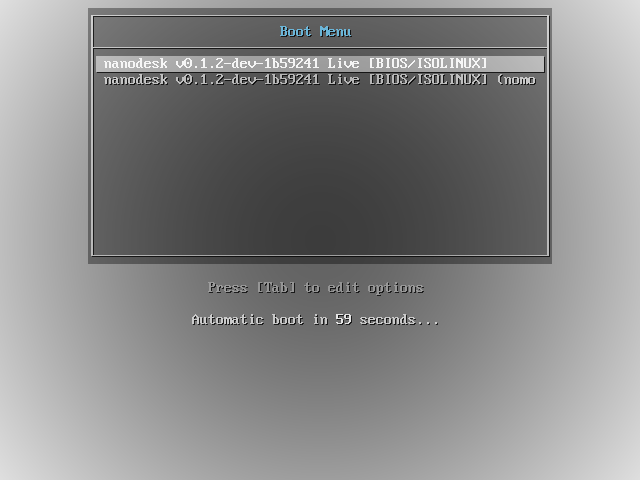 Boot Menu
nanodesk v0.1.2-dev-1b59241 Live [BIOS/ISOLINUX]
nanodesk v0.1.2-dev-1b59241 Live [BIOS/ISOLINUX] (nomo
Press [Tab] to edit options
Automatic boot in 59 seconds...